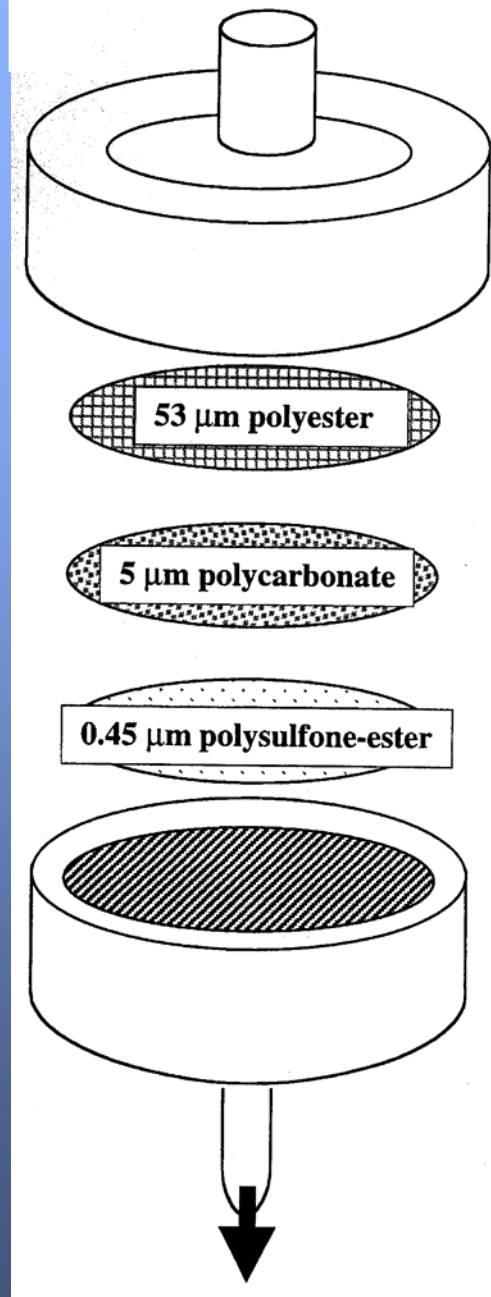 53 μm polyester
5 μm polycarbonate
0.45 μm polysulfone-ester